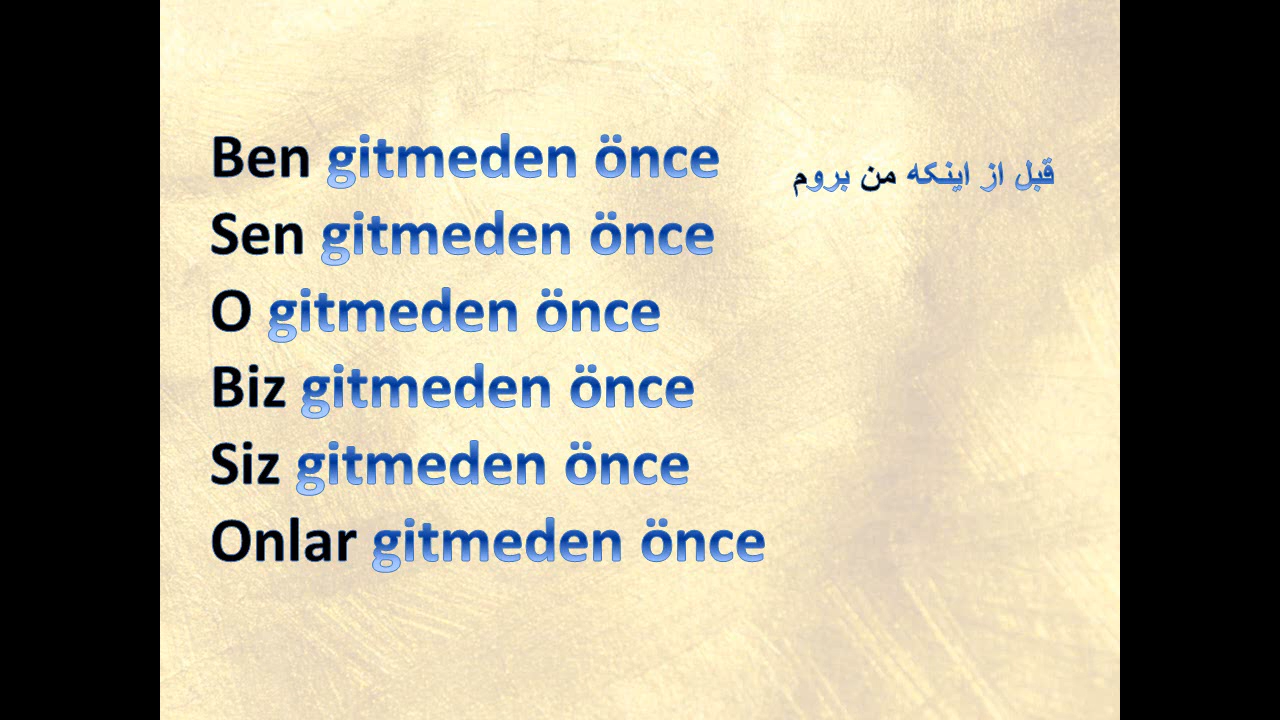 Ben gitmeden önce
قبل از اینکه من بروم
Sen gitmeden önce
O gitmeden önce
Biz gitmeden önce
Siz gitmeden önce
Onlar gitmeden önce